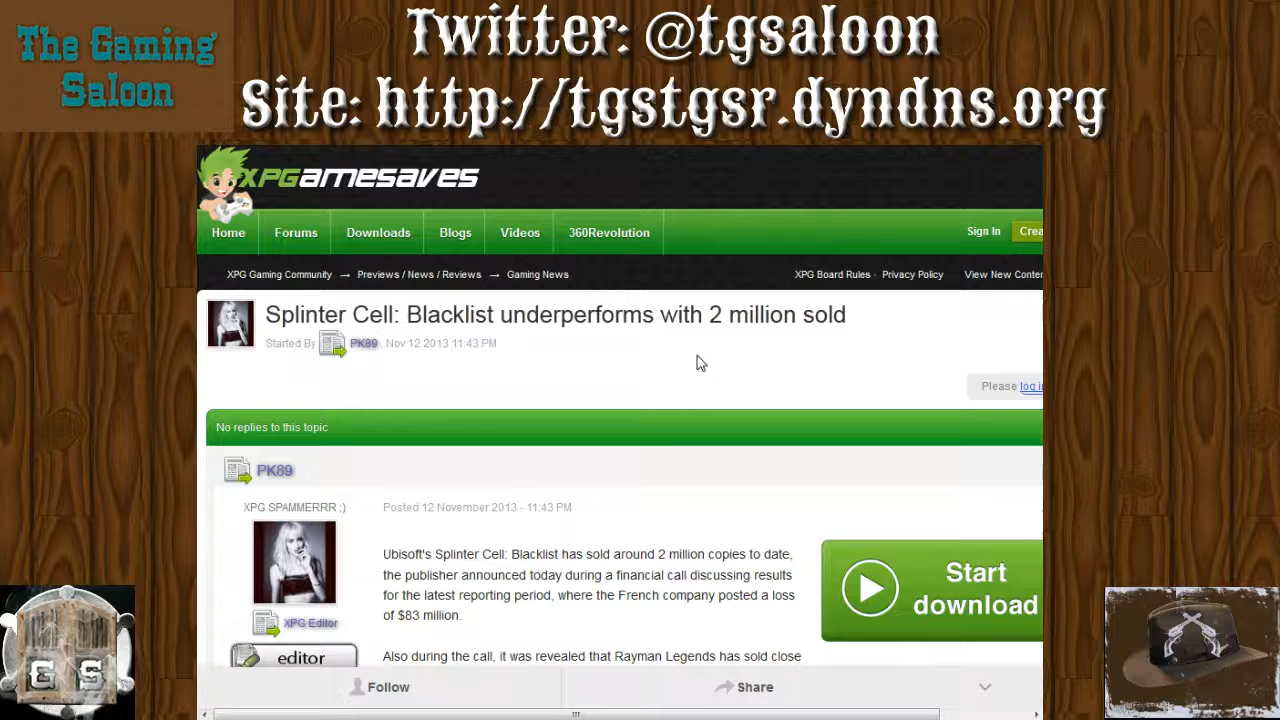 The Gaming
Saloon
Twitter: @tgsaloon
Site: http://tgstgsr.dyndns.org
XPGAMESAVES
Home Forums Downloads Blogs Videos 360Revolution Sign In Crea
XPG Gaming Community → Previews / News / Reviews → Gaming News XPG Board Rules · Privacy Policy View New Conten
Splinter Cell: Blacklist underperforms with 2 million sold
Started By PK89, Nov 12 2013 11:43 PM
Please log i
No replies to this topic
PK89
XPG SPAMMERRR ;)
Posted 12 November 2013 - 11:43 PM
Ubisoft's Splinter Cell: Blacklist has sold around 2 million copies to date,
the publisher announced today during a financial call discussing results
for the latest reporting period, where the French company posted a loss
of $83 million.
Start
download
XPG Editor
editor
Also during the call, it was revealed that Rayman Legends has sold close
Follow Share
G S